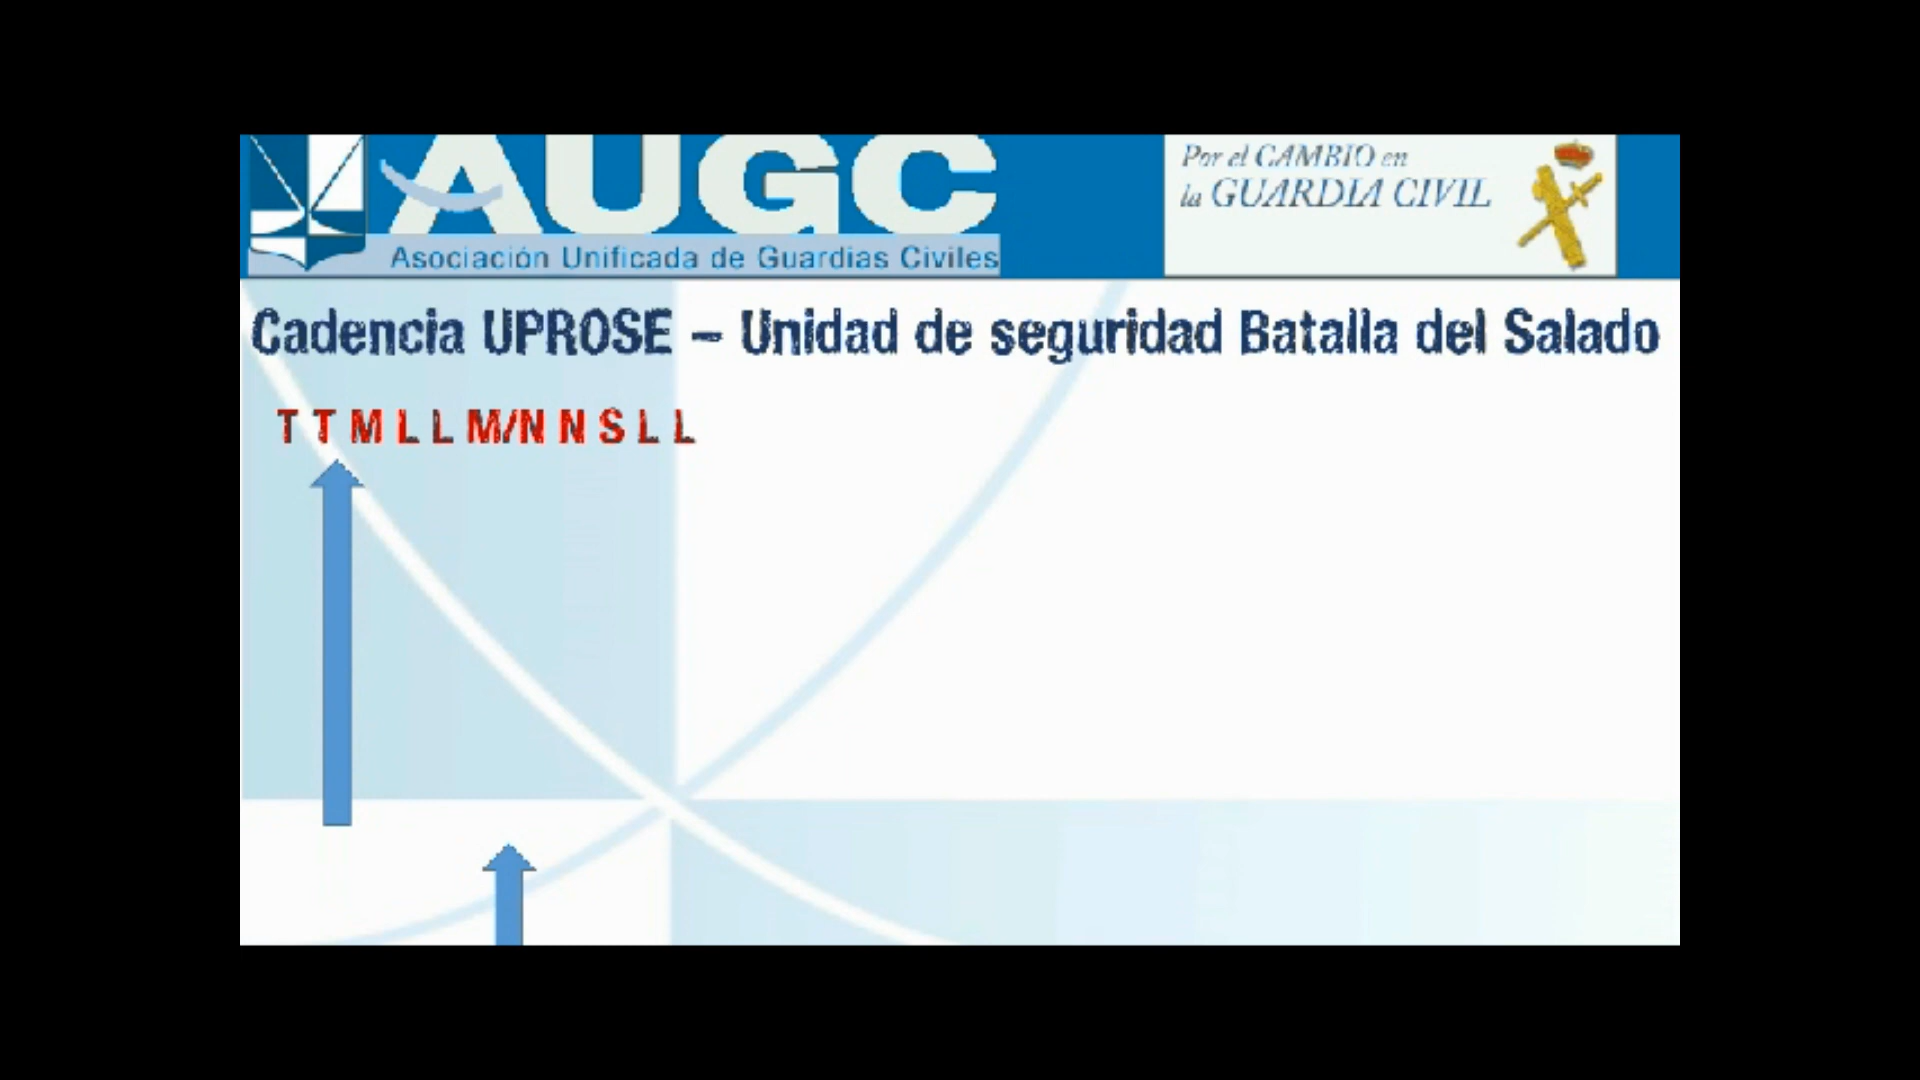 AUGC
Asociación Unificada de Guardias Civiles
Por el CAMBIO en
la GUARDIA CIVIL
Cadencia UPROSE – Unidad de seguridad Batalla del Salado
T T M L L M/N N S L L